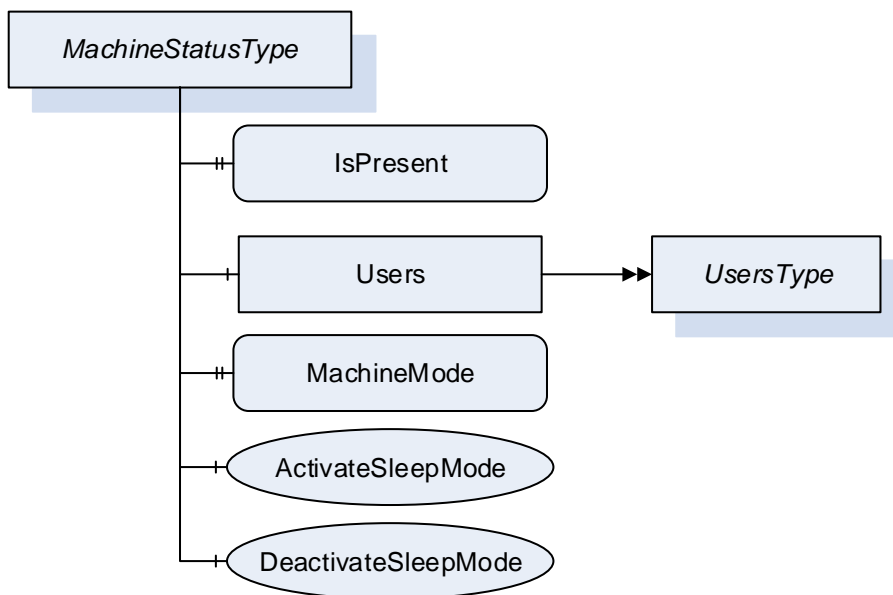 MachineStatusType
IsPresent
Users
UsersType
MachineMode
ActivateSleepMode
DeactivateSleepMode